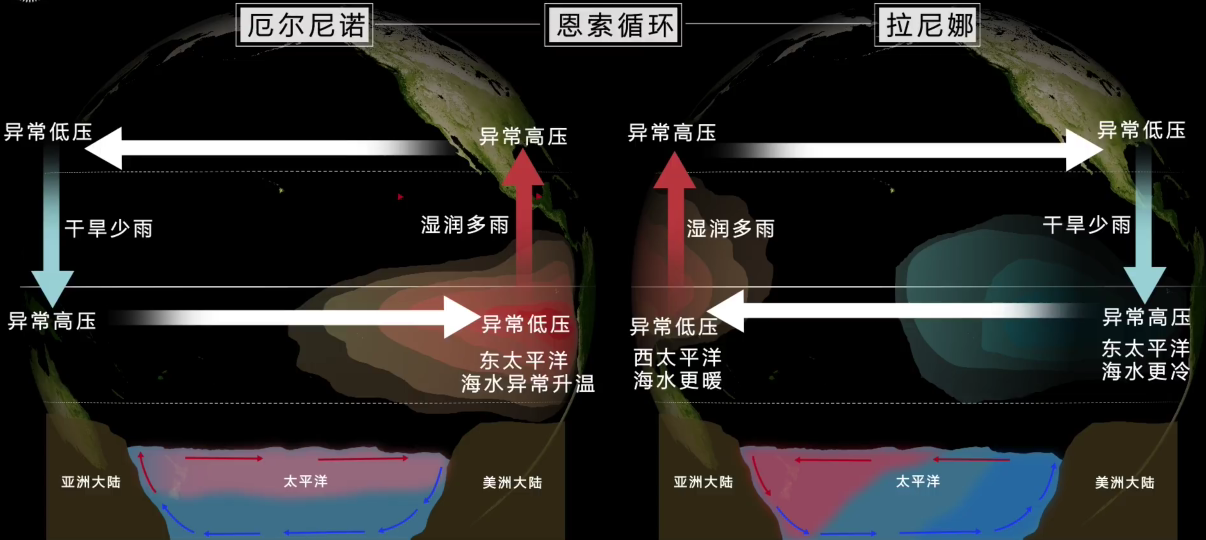 厄尔尼诺
恩索循环
拉尼娜
异常低压
异常高压
干旱少雨
湿润多雨
异常高压
异常低压
东太平洋
海水异常升温
亚洲大陆
太平洋
美洲大陆
异常高压
异常低压
湿润多雨
干旱少雨
异常低压
西太平洋
海水更暖
异常高压
东太平洋
海水更冷
亚洲大陆
太平洋
美洲大陆